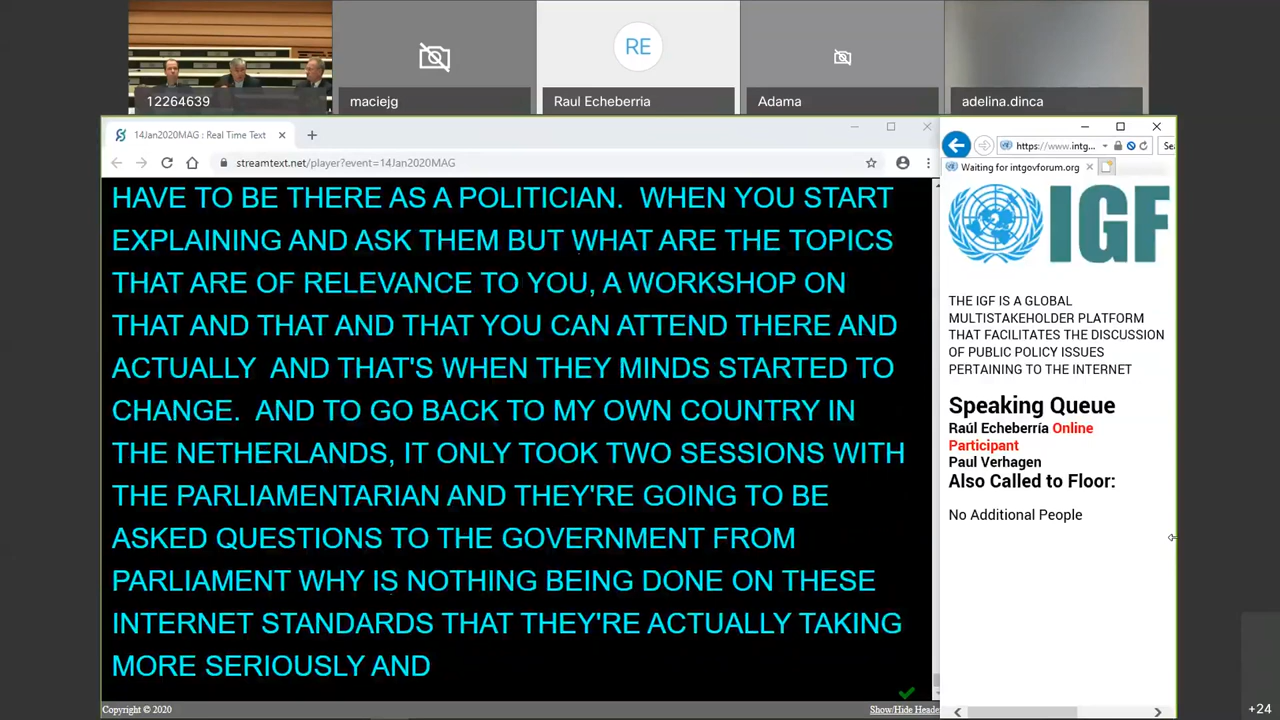 RE
12264639
maciejg
Raul Echeberria
Adama
adelina.dinca
14Jan2020MAG : Real Time Text
streamtext.net/player?event=14Jan2020MAG
HAVE TO BE THERE AS A POLITICIAN. WHEN YOU START
EXPLAINING AND ASK THEM BUT WHAT ARE THE TOPICS
THAT ARE OF RELEVANCE TO YOU, A WORKSHOP ON
THAT AND THAT AND THAT YOU CAN ATTEND THERE AND
ACTUALLY AND THAT'S WHEN THEY MINDS STARTED TO
CHANGE. AND TO GO BACK TO MY OWN COUNTRY IN
THE NETHERLANDS, IT ONLY TOOK TWO SESSIONS WITH
THE PARLIAMENTARIAN AND THEY'RE GOING TO BE
ASKED QUESTIONS TO THE GOVERNMENT FROM
PARLIAMENT WHY IS NOTHING BEING DONE ON THESE
INTERNET STANDARDS THAT THEY'RE ACTUALLY TAKING
MORE SERIOUSLY AND
Copyright © 2020
Show/Hide Heade
https://www.intg...
Sea
Waiting for intgovforum.org
IGF
THE IGF IS A GLOBAL
MULTISTAKEHOLDER PLATFORM
THAT FACILITATES THE DISCUSSION
OF PUBLIC POLICY ISSUES
PERTAINING TO THE INTERNET
Speaking Queue
Raúl Echeberría Online
Participant
Paul Verhagen
Also Called to Floor:
No Additional People
+24